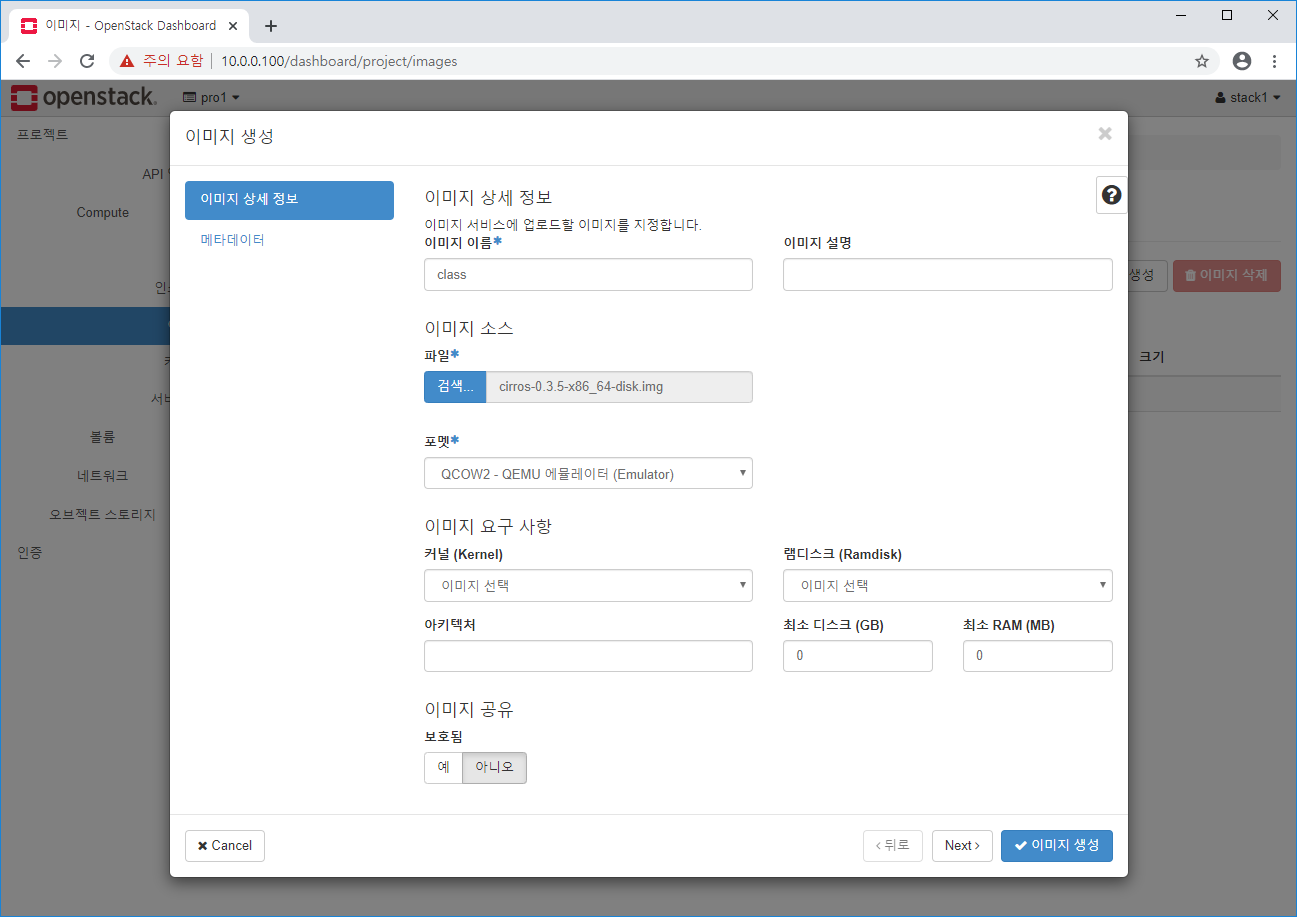 이미지 - OpenStack Dashboard
주의 요함 | 10.0.0.100/dashboard/project/images
openstack. pro1 stack1
프로젝트
API
Compute
볼륨
네트워크
오브젝트 스토리지
인증
생성 이미지 삭제
크기
이미지 생성
이미지 상세 정보
메타데이터
이미지 상세 정보
이미지 서비스에 업로드할 이미지를 지정합니다.
이미지 이름* 이미지 설명
class
이미지 소스
파일*
검색... cirros-0.3.5-x86_64-disk.img
포멧*
QCOW2 - QEMU 에뮬레이터 (Emulator)
이미지 요구 사항
커널 (Kernel) 램디스크 (Ramdisk)
이미지 선택 이미지 선택
아키텍처 최소 디스크 (GB) 최소 RAM (MB)
0 0
이미지 공유
보호됨
예 아니오
Cancel ‹ 뒤로 Next › 이미지 생성